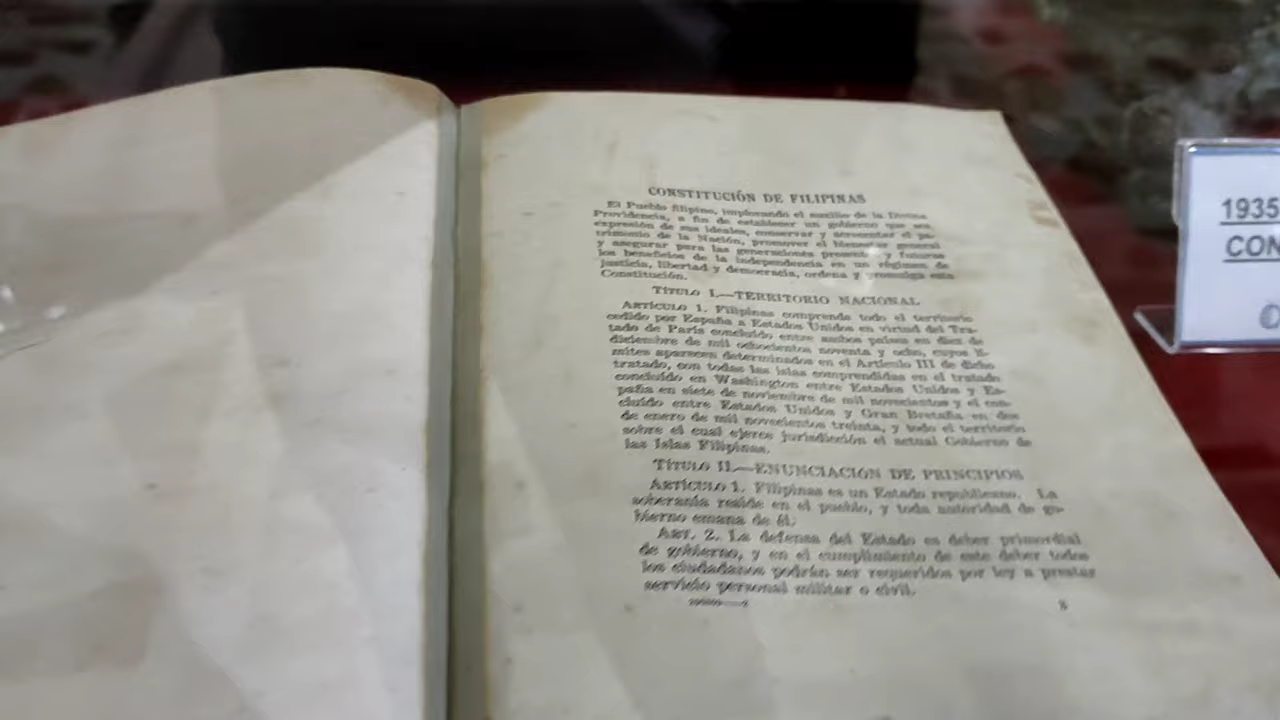 CONSTITUCIÓN DE FILIPINAS
El Pueblo filipino, implorando el auxilio de la Divina
Providencia, a fin de establecer un gobierno que sea
expresión de sus ideales, conservar y acrecentar el pa-
trimonio de la Nación, promover el bienestar general
y asegurar para las generaciones presentes y futuras
los beneficios de la independencia en un régimen de
justicia, libertad y democracia, ordena y promulga esta
Constitución.
TÍTULO I.—TERRITORIO NACIONAL
ARTÍCULO 1. Filipinas comprende todo el territorio
cedido por España a Estados Unidos en virtud del Tra-
tado de París concluído entre ambos países en diez de
diciembre de mil ochocientos noventa y ocho, cuyos lí-
mites aparecen determinados en el Artículo III de dicho
tratado, con todas las islas comprendidas en el tratado
concluído en Washington entre Estados Unidos y Es-
paña en siete de noviembre de mil novecientos y el con-
cluído entre Estados Unidos y Gran Bretaña en dos
de enero de mil novecientos treinta, y todo el territorio
sobre el cual ejerce jurisdicción el actual Gobierno de
las Islas Filipinas.
TÍTULO II.—ENUNCIACIÓN DE PRINCIPIOS
ARTÍCULO 1. Filipinas es un Estado republicano. La
soberanía reside en el pueblo, y toda autoridad de go-
bierno emana de él.
ART. 2. La defensa del Estado es deber primordial
de gobierno, y en el cumplimiento de este deber todos
los ciudadanos podrán ser requeridos por ley a prestar
servicio personal militar o civil.
1935
CON